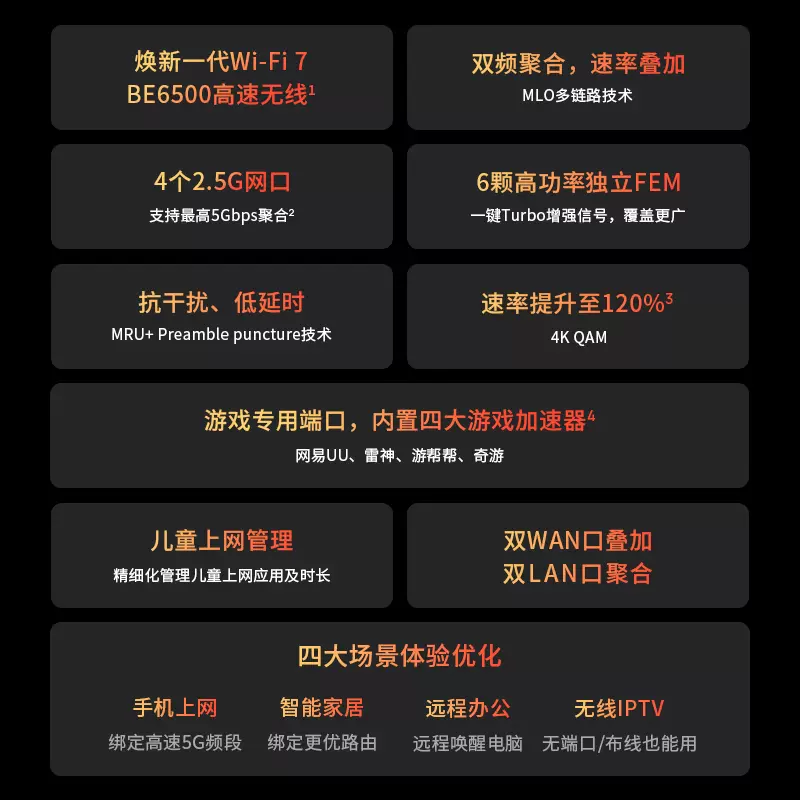 焕新一代Wi-Fi 7
BE6500高速无线¹
双频聚合，速率叠加
MLO多链路技术
4个2.5G网口
支持最高5Gbps聚合²
6颗高功率独立FEM
一键Turbo增强信号，覆盖更广
抗干扰、低延时
MRU+ Preamble puncture技术
速率提升至120%³
4K QAM
游戏专用端口，内置四大游戏加速器⁴
网易UU、雷神、游帮帮、奇游
儿童上网管理
精细化管理儿童上网应用及时长
双WAN口叠加
双LAN口聚合
四大场景体验优化
手机上网
绑定高速5G频段
智能家居
绑定更优路由
远程办公
远程唤醒电脑
无线IPTV
无端口/布线也能用